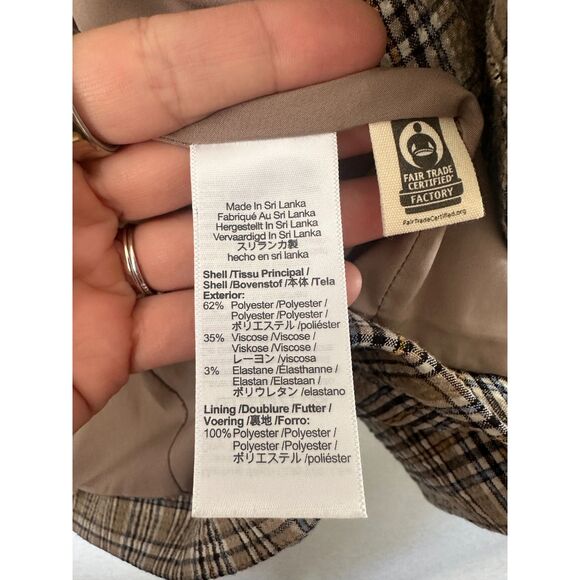 Made In Sri Lanka
Fabriqué Au Sri Lanka
Hergestellt In Sri Lanka
Vervaardigd In Sri Lanka
スリランカ製
hecho en sri lanka
Shell /Tissu Principal /
Shell /Bovenstof /本体 /Tela
Exterior:
62% Polyester /Polyester /
Polyester /Polyester /
ポリエステル /poliéster
35% Viscose /Viscose /
Viskose /Viscose /
レーヨン /viscosa
3% Elastane /Élasthanne /
Elastan /Elastaan /
ポリウレタン /elastano
Lining /Doublure /Futter /
Voering /裏地 /Forro:
100% Polyester /Polyester /
Polyester /Polyester /
ポリエステル /poliéster
FAIR TRADE
CERTIFIED
FACTORY
FairTradeCertified.org